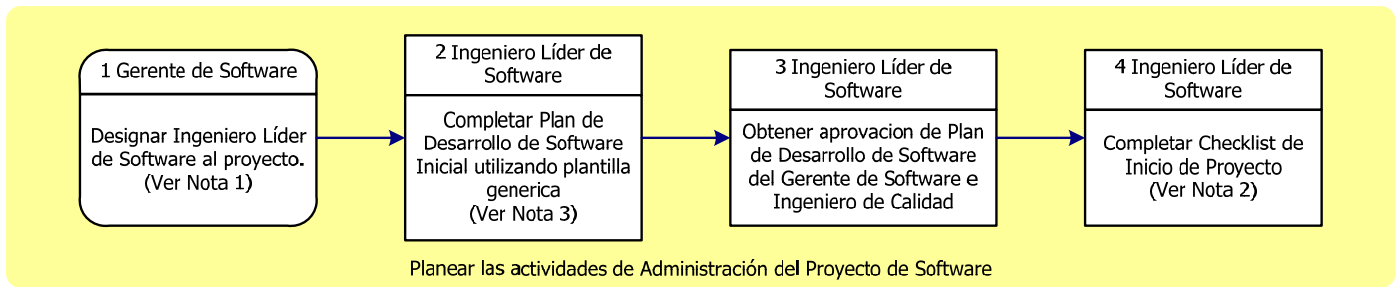 1 Gerente de Software
Designar Ingeniero Líder
de Software al proyecto.
(Ver Nota 1)
2 Ingeniero Líder de
Software
Completar Plan de
Desarrollo de Software
Inicial utilizando plantilla
generica
(Ver Nota 3)
3 Ingeniero Líder de
Software
Obtener aprovacion de Plan
de Desarrollo de Software
del Gerente de Software e
Ingeniero de Calidad
4 Ingeniero Líder de
Software
Completar Checklist de
Inicio de Proyecto
(Ver Nota 2)
Planear las actividades de Administración del Proyecto de Software